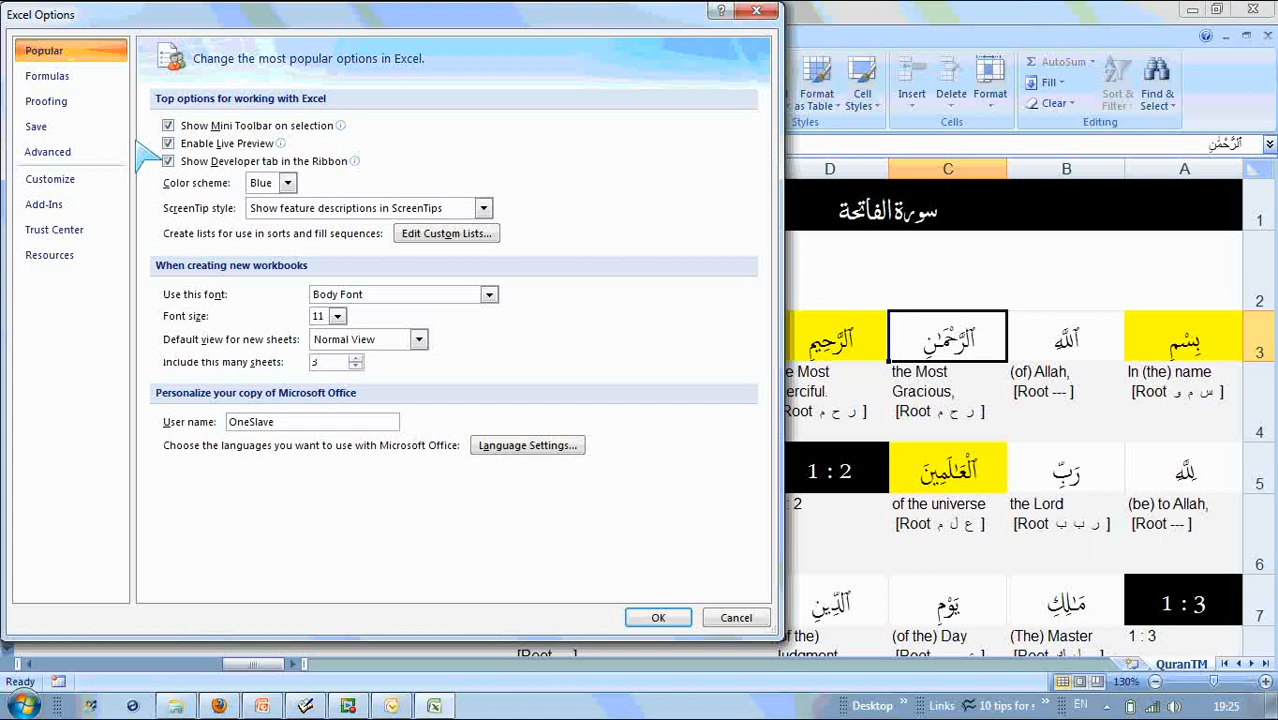 Excel Options
Popular
Formulas
Proofing
Save
Advanced
Customize
Add-Ins
Trust Center
Resources
Change the most popular options in Excel.
Top options for working with Excel
Show Mini Toolbar on selection
Enable Live Preview
Show Developer tab in the Ribbon
Color scheme: Blue
ScreenTip style: Show feature descriptions in ScreenTips
Create lists for use in sorts and fill sequences: Edit Custom Lists...
When creating new workbooks
Use this font: Body Font
Font size: 11
Default view for new sheets: Normal View
Include this many sheets: 3
Personalize your copy of Microsoft Office
User name: OneSlave
Choose the languages you want to use with Microsoft Office: Language Settings...
OK Cancel
Format as Table
Cell Styles
Insert Delete Format
AutoSum
Fill
Clear
Sort & Filter
Find & Select
Styles Cells Editing
ٱلرَّحْمَٰنِ
D C B A
سورة الفاتحة 1
2
بِسْمِ ٱللَّهِ ٱلرَّحْمَٰنِ ٱلرَّحِيمِ 3
In (the) name
[Root س م و ]
(of) Allah,
[Root --- ]
the Most
Gracious,
[Root ر ح م ]
Most
ر ح م ]
4
لِلَّهِ رَبِّ ٱلْعَٰلَمِينَ 1 : 2 5
(be) to Allah,
[Root --- ]
the Lord
[Root ر ب ب ]
of the universe
[Root ع ل م ]
: 2
6
1 : 3 مَٰلِكِ يَوْمِ ٱلدِّينِ 7
1 : 3
(The) Master
(of the) Day
QuranTM
Ready 130%
Desktop Links 10 tips for EN 19:25